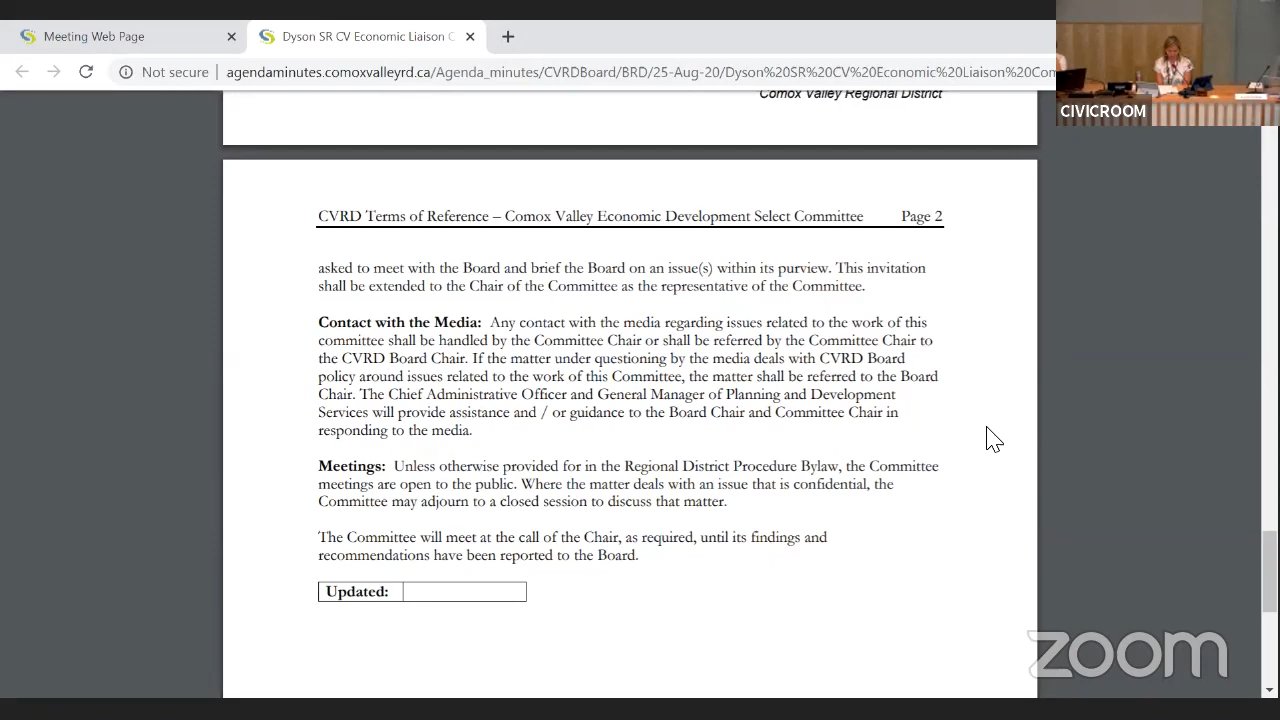 Meeting Web Page
Dyson SR CV Economic Liaison C
Not secure
agendaminutes.comoxvalleyrd.ca/Agenda_minutes/CVRDBoard/BRD/25-Aug-20/Dyson%20SR%20CV%20Economic%20Liaison%20Com
CIVICROOM
Comox Valley Regional District
CVRD Terms of Reference – Comox Valley Economic Development Select Committee Page 2
asked to meet with the Board and brief the Board on an issue(s) within its purview. This invitation
shall be extended to the Chair of the Committee as the representative of the Committee.
Contact with the Media: Any contact with the media regarding issues related to the work of this
committee shall be handled by the Committee Chair or shall be referred by the Committee Chair to
the CVRD Board Chair. If the matter under questioning by the media deals with CVRD Board
policy around issues related to the work of this Committee, the matter shall be referred to the Board
Chair. The Chief Administrative Officer and General Manager of Planning and Development
Services will provide assistance and / or guidance to the Board Chair and Committee Chair in
responding to the media.
Meetings: Unless otherwise provided for in the Regional District Procedure Bylaw, the Committee
meetings are open to the public. Where the matter deals with an issue that is confidential, the
Committee may adjourn to a closed session to discuss that matter.
The Committee will meet at the call of the Chair, as required, until its findings and
recommendations have been reported to the Board.
Updated:
zoom